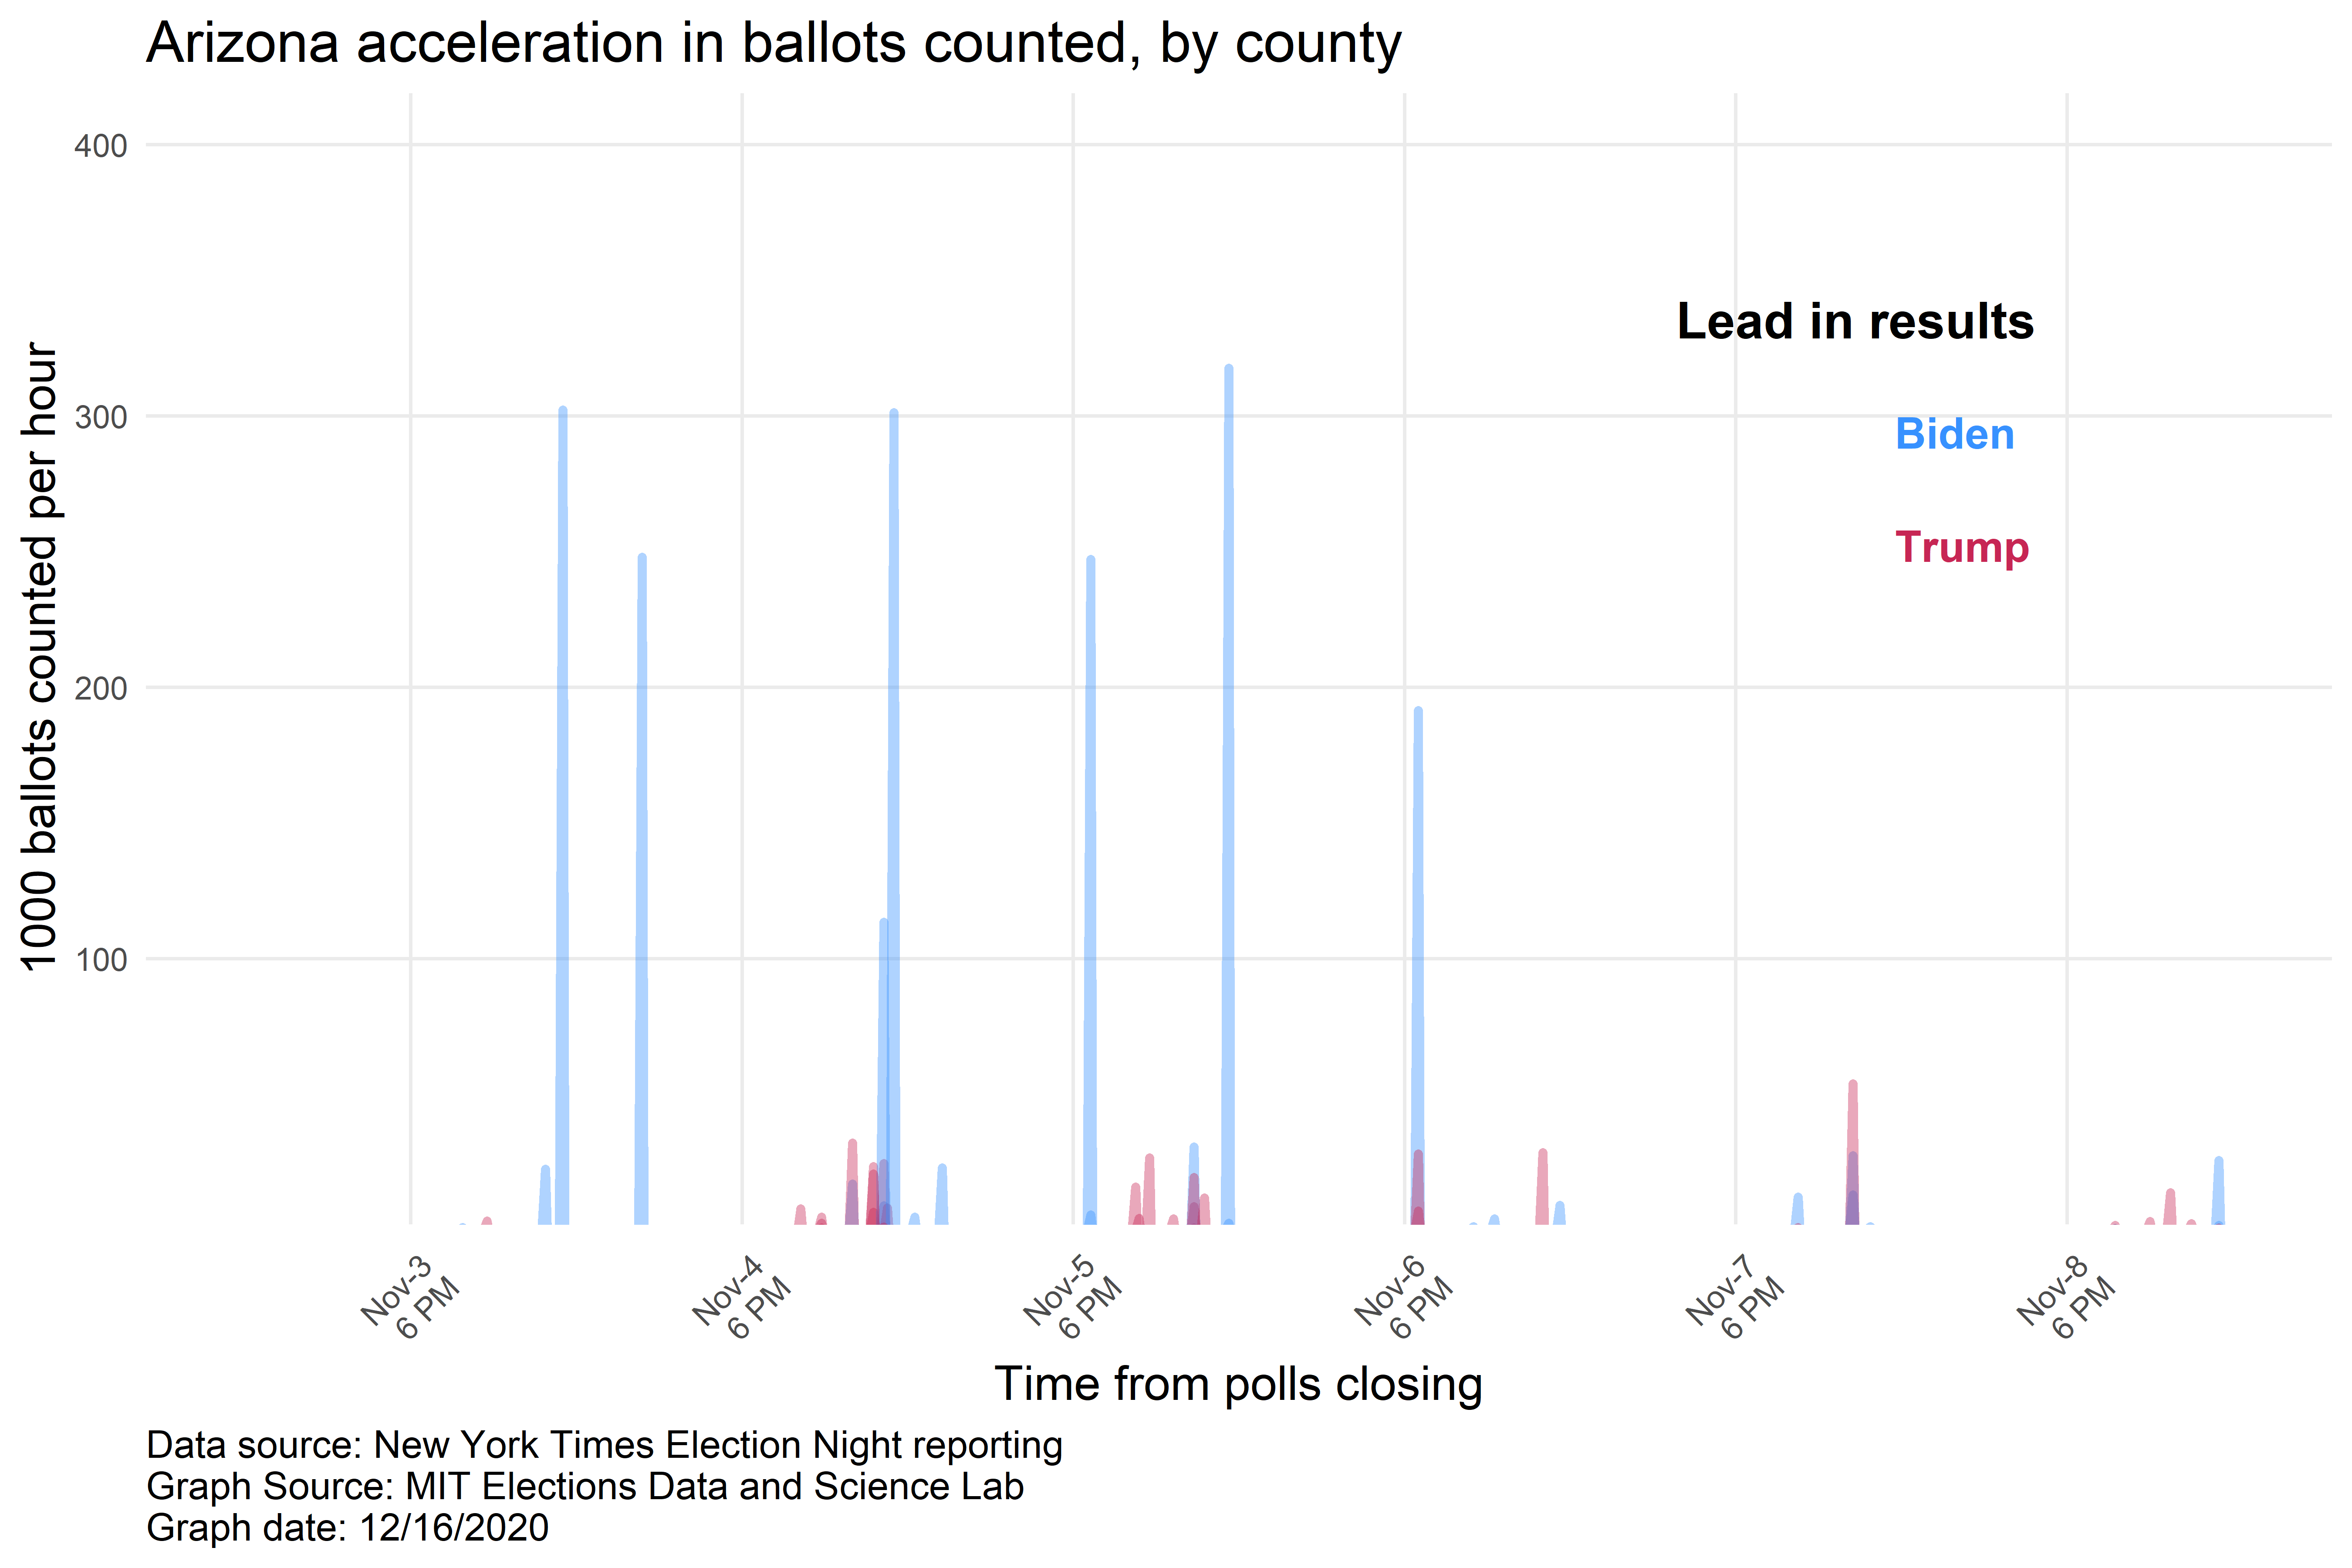 Arizona acceleration in ballots counted, by county
1000 ballots counted per hour
400
300
200
100
Lead in results
Biden
Trump
Nov-3
6 PM
Nov-4
6 PM
Nov-5
6 PM
Nov-6
6 PM
Nov-7
6 PM
Nov-8
6 PM
Time from polls closing
Data source: New York Times Election Night reporting
Graph Source: MIT Elections Data and Science Lab
Graph date: 12/16/2020